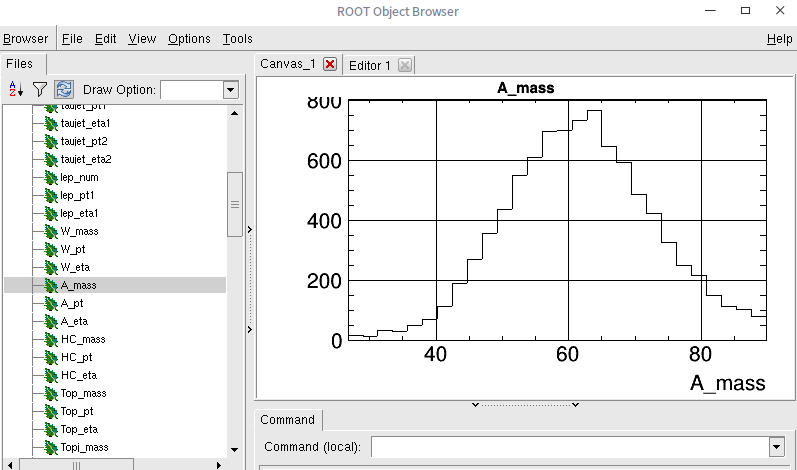 ROOT Object Browser
Browser File Edit View Options Tools Help
Files
Canvas_1 Editor 1
Draw Option:
taujet_pt1
taujet_eta1
taujet_pt2
taujet_eta2
lep_num
lep_pt1
lep_eta1
W_mass
W_pt
W_eta
A_mass
A_pt
A_eta
HC_mass
HC_pt
HC_eta
Top_mass
Top_pt
Top_eta
Topj_mass
A_mass
800
600
400
200
0
40 60 80
A_mass
Command
Command (local):